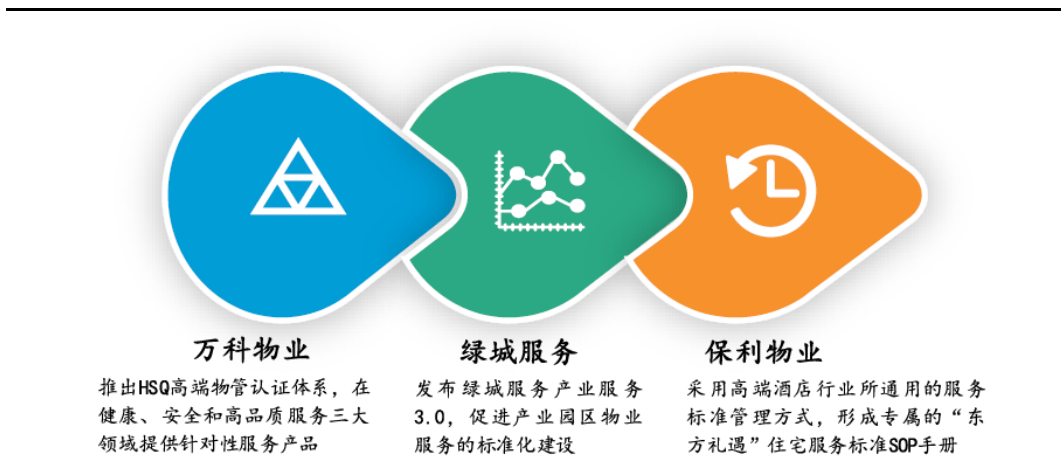 万科物业
推出HSQ高端物管认证体系，在
健康、安全和高品质服务三大
领域提供针对性服务产品
绿城服务
发布绿城服务产业服务
3.0，促进产业园区物业
服务的标准化建设
保利物业
采用高端酒店行业所通用的服务
标准管理方式，形成专属的“东
方礼遇”住宅服务标准SOP手册